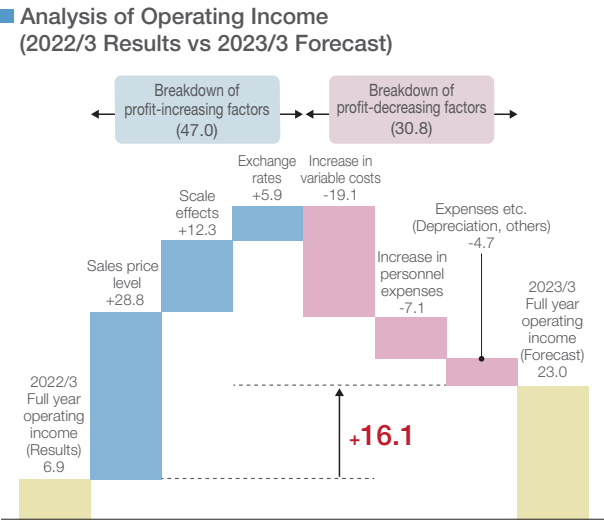 Analysis of Operating Income
(2022/3 Results vs 2023/3 Forecast)
Breakdown of
profit-increasing factors
(47.0)
Breakdown of
profit-decreasing factors
(30.8)
2022/3
Full year
operating
income
(Results)
6.9
Sales price
level
+28.8
Scale
effects
+12.3
Exchange
rates
+5.9
Increase in
variable costs
-19.1
Increase in
personnel
expenses
-7.1
Expenses etc.
(Depreciation, others)
-4.7
2023/3
Full year
operating
income
(Forecast)
23.0
+16.1